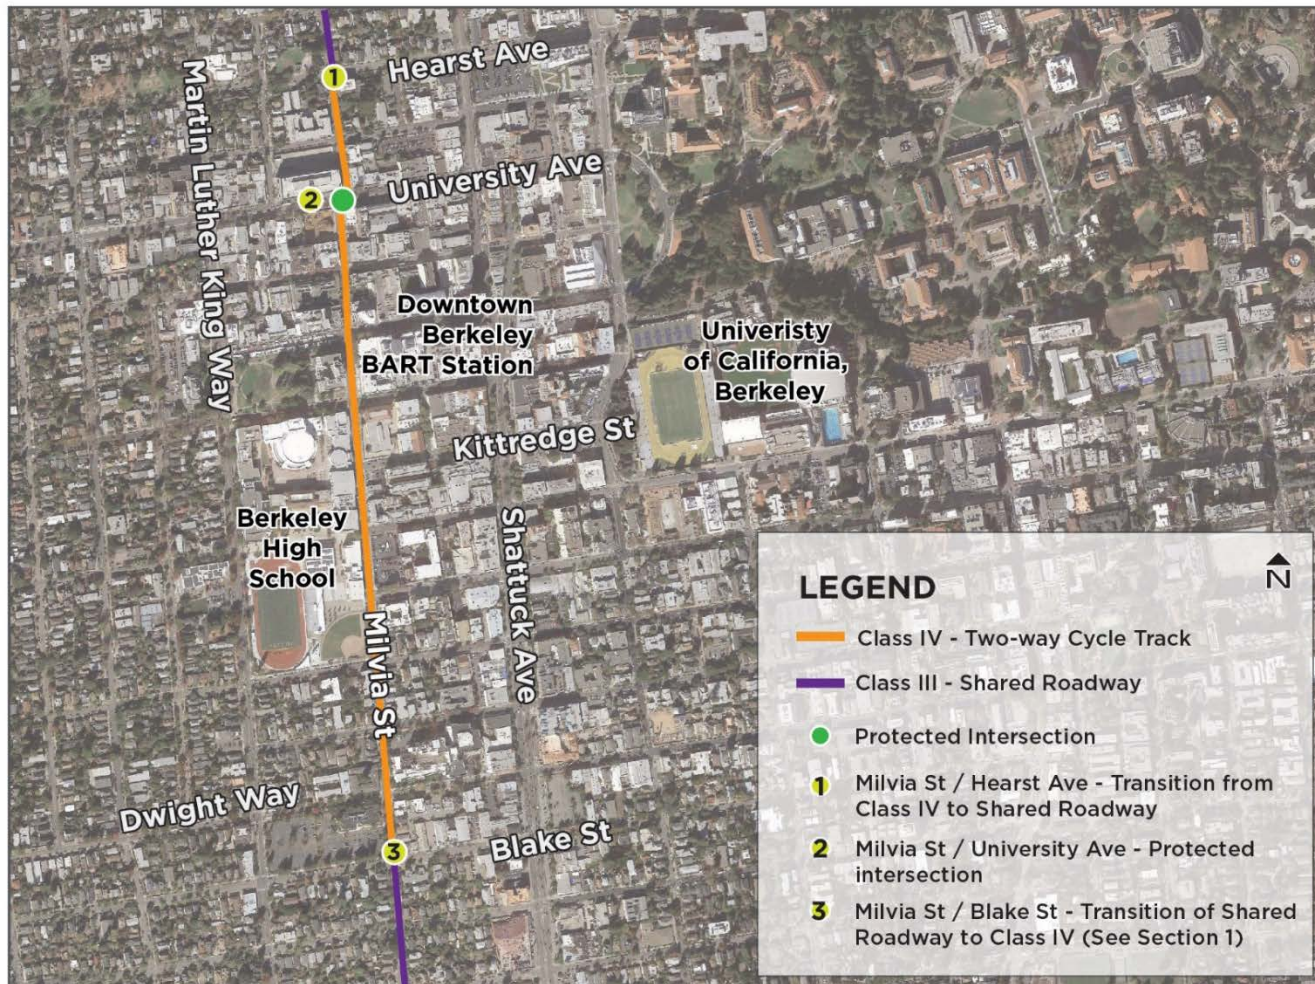 Hearst Ave
1
Martin Luther King Way
University Ave
2
Downtown
Berkeley
BART Station
Univeristy
of California,
Berkeley
Kittredge St
Berkeley
High
School
Shattuck Ave
Milvia St
Dwight Way
3
Blake St
N
LEGEND
Class IV - Two-way Cycle Track
Class III - Shared Roadway
Protected Intersection
1 Milvia St / Hearst Ave - Transition from
Class IV to Shared Roadway
2 Milvia St / University Ave - Protected
intersection
3 Milvia St / Blake St - Transition of Shared
Roadway to Class IV (See Section 1)